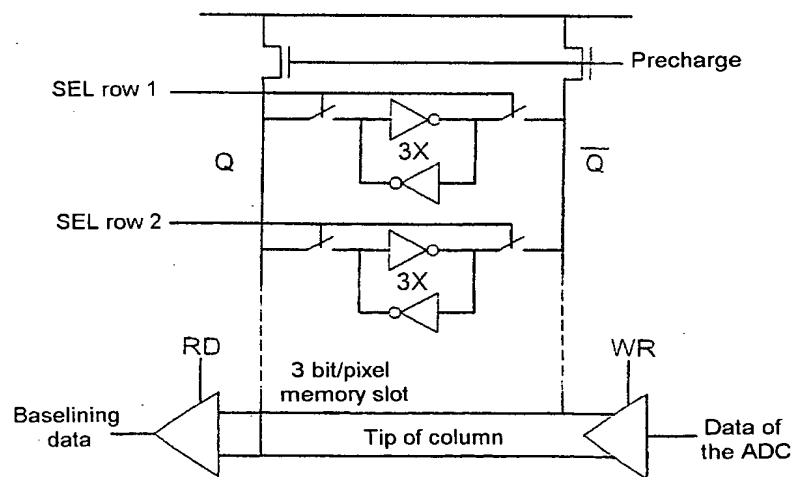 Precharge
SEL row 1
3X
Q
Q
SEL row 2
3X
RD
3 bit/pixel
memory slot
WR
Baselining
data
Tip of column
Data of
the ADC